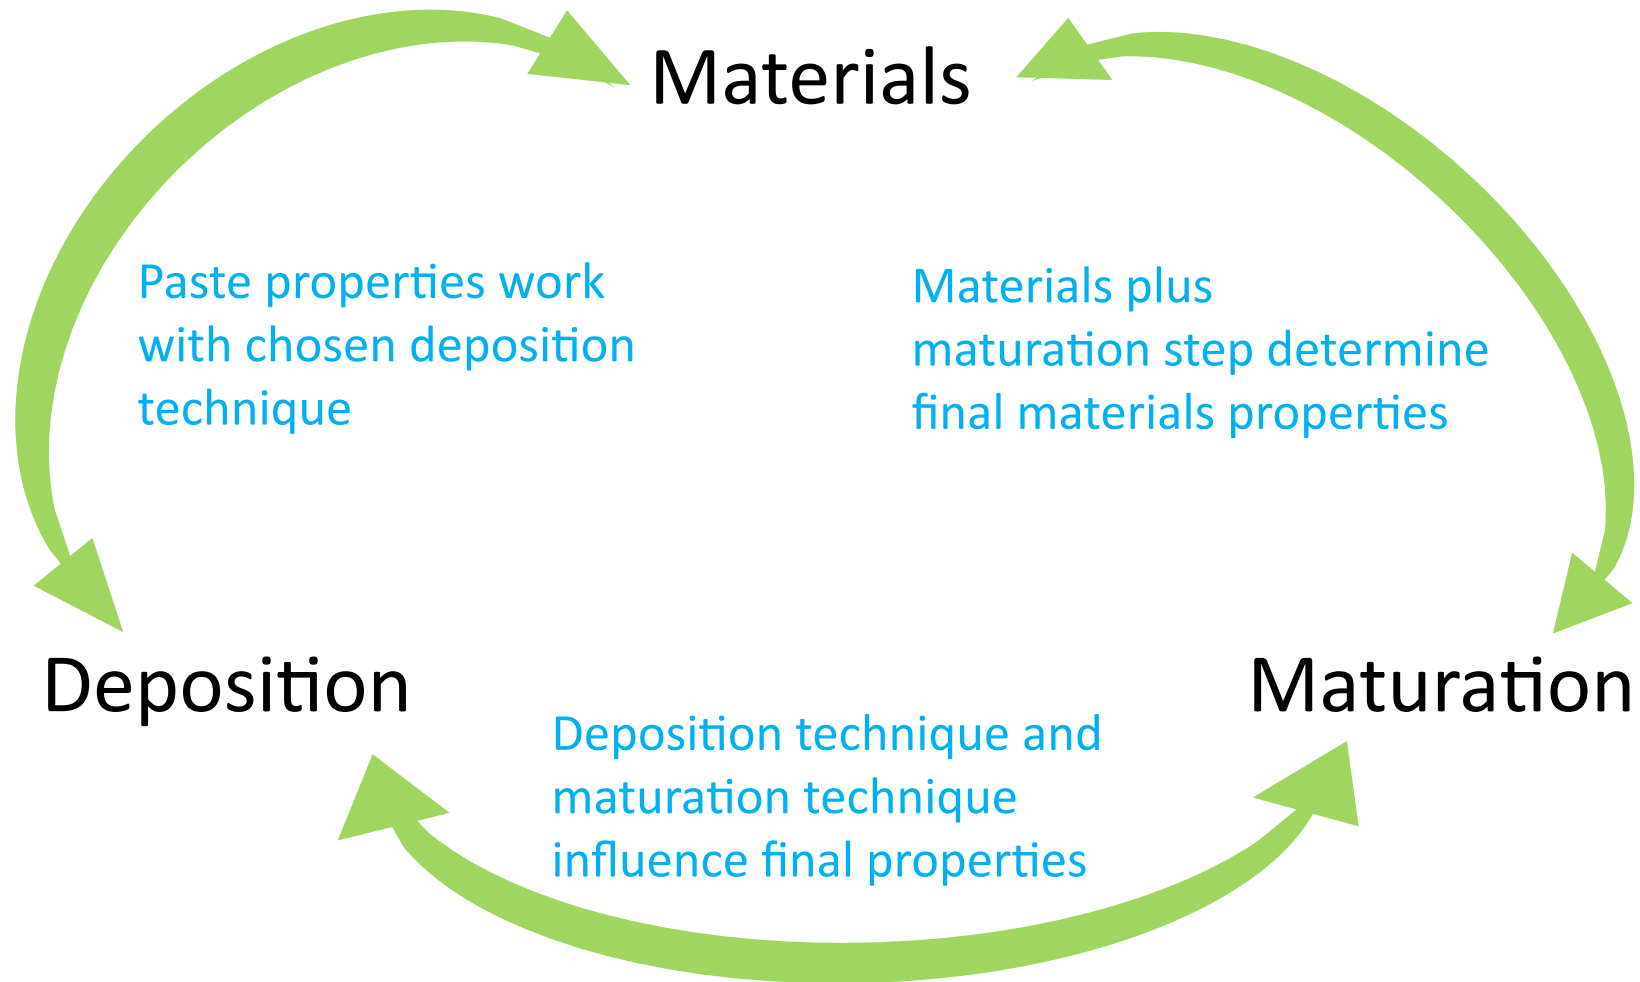 Materials
Paste properties work
with chosen deposition
technique
Materials plus
maturation step determine
final materials properties
Deposition
Maturation
Deposition technique and
maturation technique
influence final properties